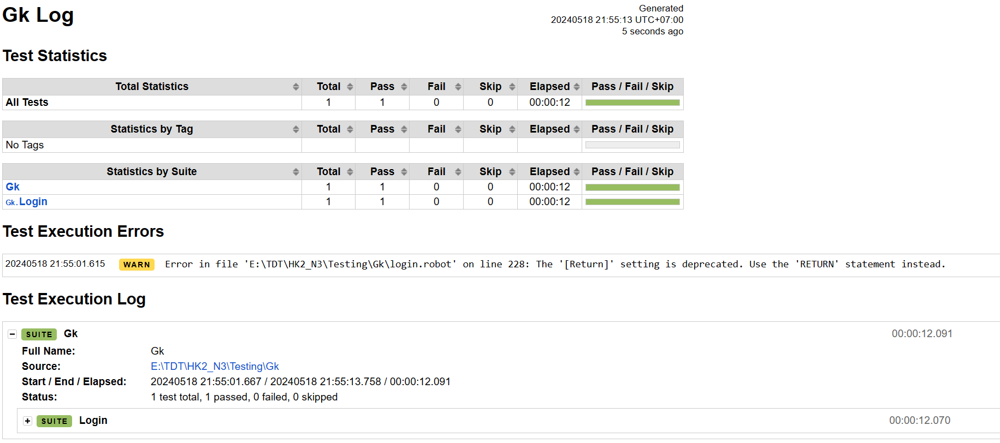 Gk Log
Generated
20240518 21:55:13 UTC+07:00
5 seconds ago
Test Statistics
Total Statistics Total Pass Fail Skip Elapsed Pass / Fail / Skip
All Tests 1 1 0 0 00:00:12
Statistics by Tag Total Pass Fail Skip Elapsed Pass / Fail / Skip
No Tags
Statistics by Suite Total Pass Fail Skip Elapsed Pass / Fail / Skip
Gk 1 1 0 0 00:00:12
Gk.Login 1 1 0 0 00:00:12
Test Execution Errors
20240518 21:55:01.615 WARN Error in file 'E:\TDT\HK2_N3\Testing\Gk\login.robot' on line 228: The '[Return]' setting is deprecated. Use the 'RETURN' statement instead.
Test Execution Log
SUITE Gk 00:00:12.091
Full Name: Gk
Source: E:\TDT\HK2_N3\Testing\Gk
Start / End / Elapsed: 20240518 21:55:01.667 / 20240518 21:55:13.758 / 00:00:12.091
Status: 1 test total, 1 passed, 0 failed, 0 skipped
SUITE Login 00:00:12.070